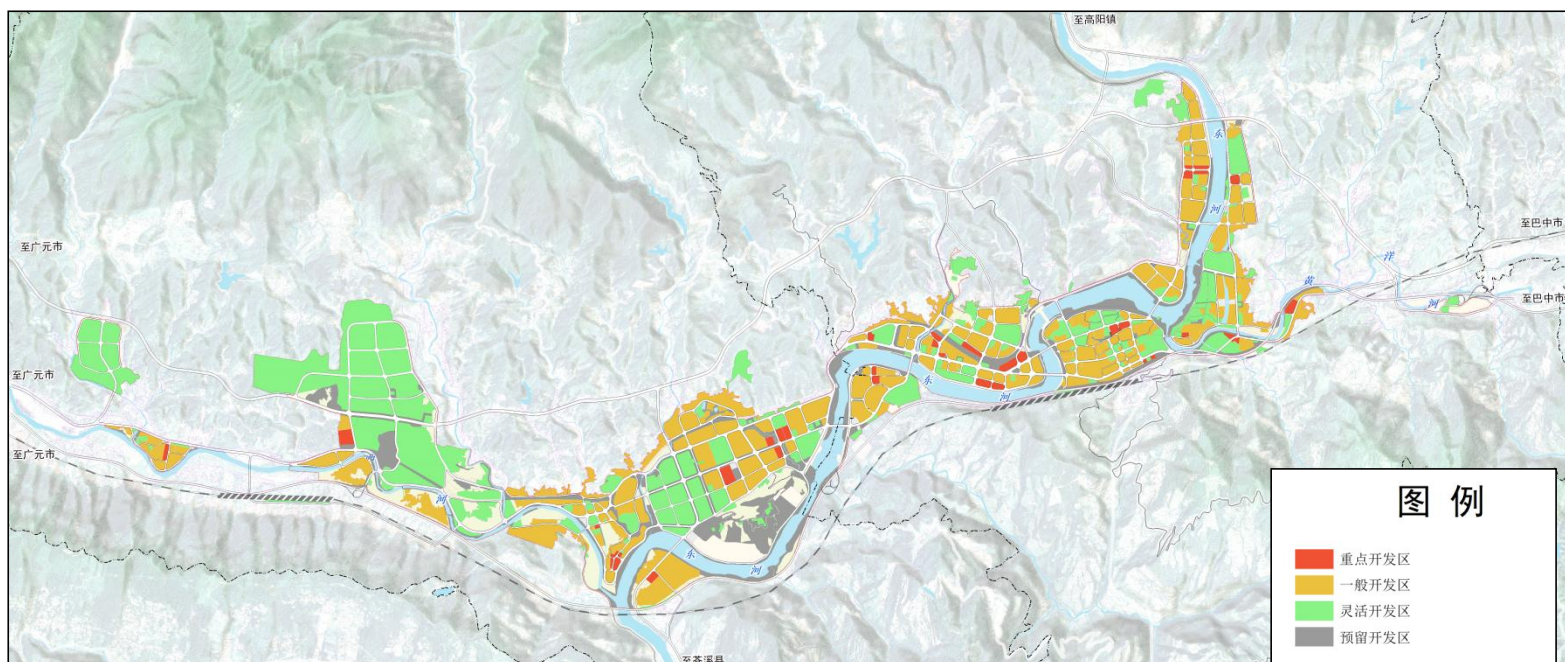 至高阳镇
东
河
至广元市
至巴中市
洋
黄
河
至巴中市
至广元市
东
河
至广元市
河
东
河
至苍溪县
图 例
重点开发区
一般开发区
灵活开发区
预留开发区